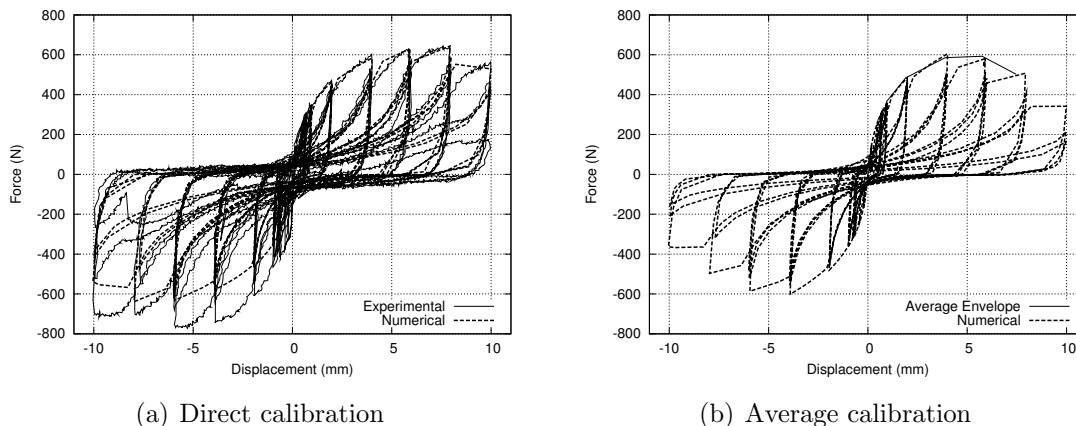 800
600
400
200
0
-200
-400
-600
-800
-10
-5
0
5
10
Force (N)
Displacement (mm)
Experimental
Numerical
(a) Direct calibration
800
600
400
200
0
-200
-400
-600
-800
-10
-5
0
5
10
Force (N)
Displacement (mm)
Average Envelope
Numerical
(b) Average calibration